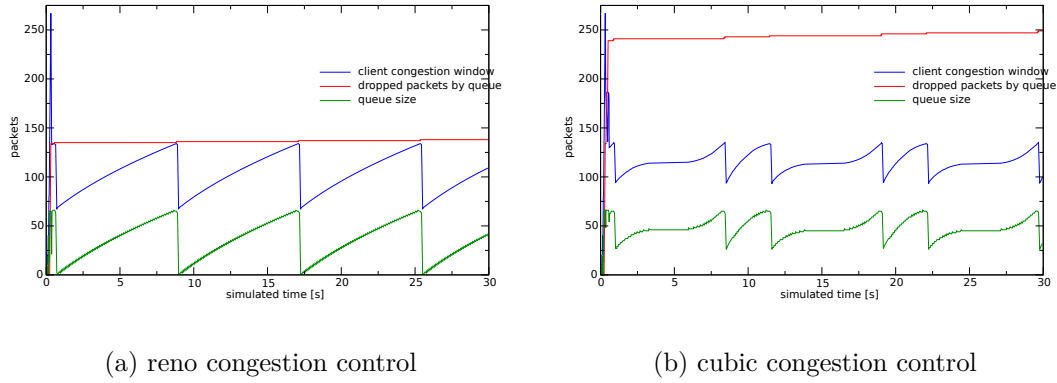 250
200
150
100
50
0
packets
client congestion window
dropped packets by queue
queue size
0 5 10 15 20 25 30
simulated time [s]
(a) reno congestion control
250
200
150
100
50
0
packets
client congestion window
dropped packets by queue
queue size
0 5 10 15 20 25 30
simulated time [s]
(b) cubic congestion control